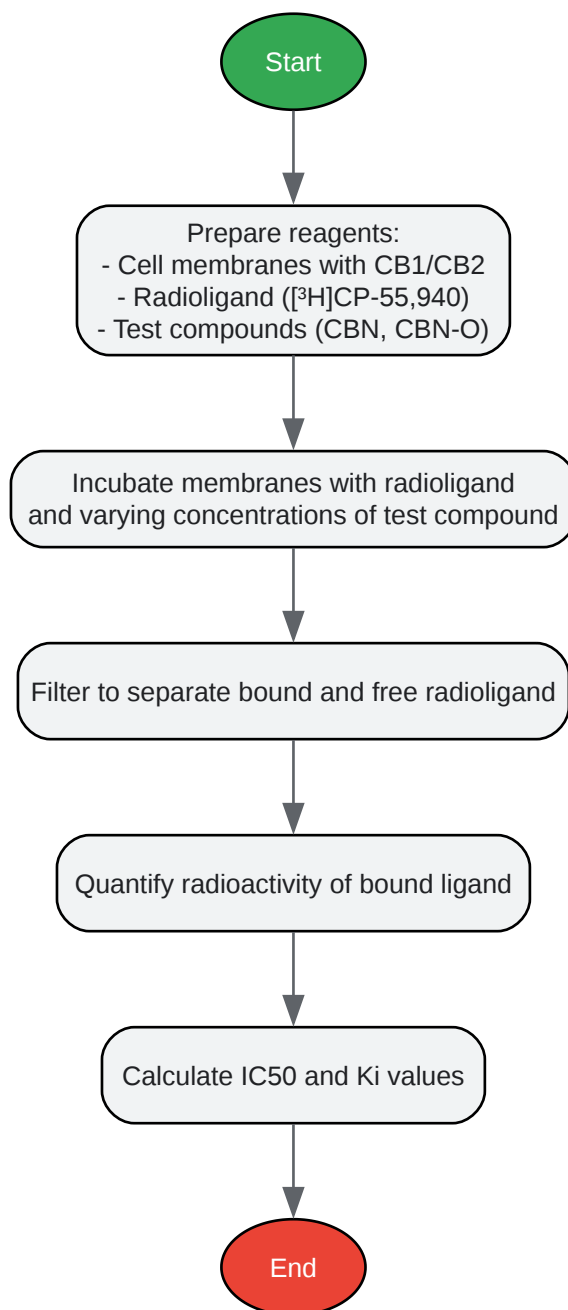 Start
Prepare reagents:
- Cell membranes with CB1/CB2
- Radioligand ([³H]CP-55,940)
- Test compounds (CBN, CBN-O)
Incubate membranes with radioligand
and varying concentrations of test compound
Filter to separate bound and free radioligand
Quantify radioactivity of bound ligand
Calculate IC50 and Ki values
End